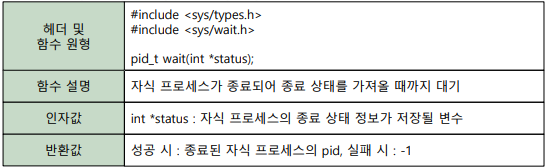 헤더 및
함수 원형
#include <sys/types.h>
#include <sys/wait.h>
pid_t wait(int *status);
함수 설명
자식 프로세스가 종료되어 종료 상태를 가져올 때까지 대기
인자값
int *status : 자식 프로세스의 종료 상태 정보가 저장될 변수
반환값
성공 시 : 종료된 자식 프로세스의 pid, 실패 시 : -1